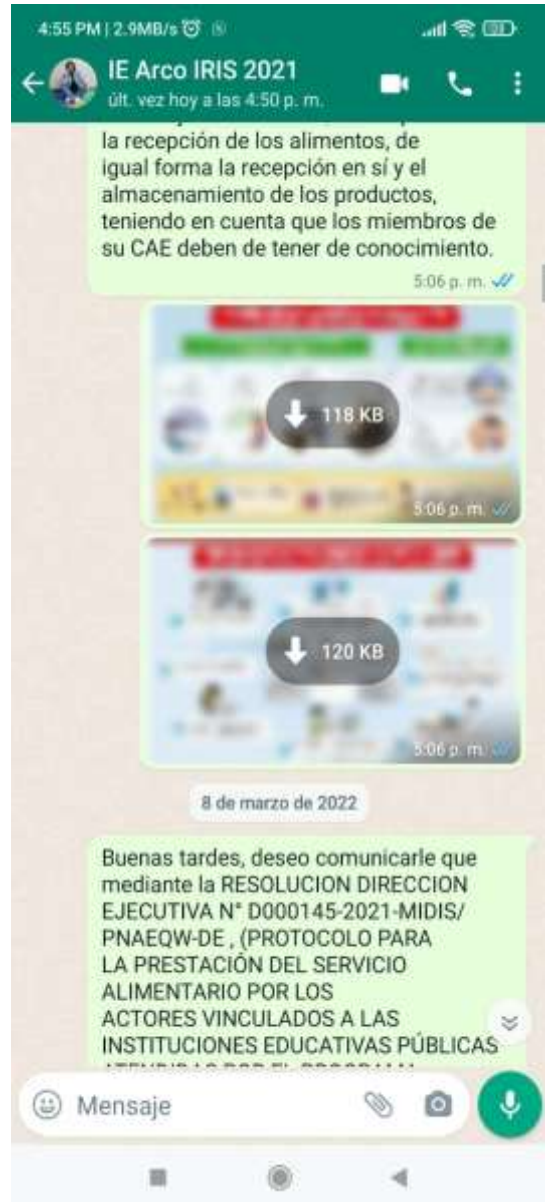 4:55 PM | 2.9MB/s
IE Arco IRIS 2021
últ. vez hoy a las 4:50 p. m.
la recepción de los alimentos, de
igual forma la recepción en sí y el
almacenamiento de los productos,
teniendo en cuenta que los miembros de
su CAE deben de tener de conocimiento.
5:06 p. m.
118 KB
5:06 p. m.
120 KB
5:06 p. m.
8 de marzo de 2022
Buenas tardes, deseo comunicarle que
mediante la RESOLUCION DIRECCION
EJECUTIVA N° D000145-2021-MIDIS/
PNAEQW-DE , (PROTOCOLO PARA
LA PRESTACIÓN DEL SERVICIO
ALIMENTARIO POR LOS
ACTORES VINCULADOS A LAS
INSTITUCIONES EDUCATIVAS PÚBLICAS
Mensaje